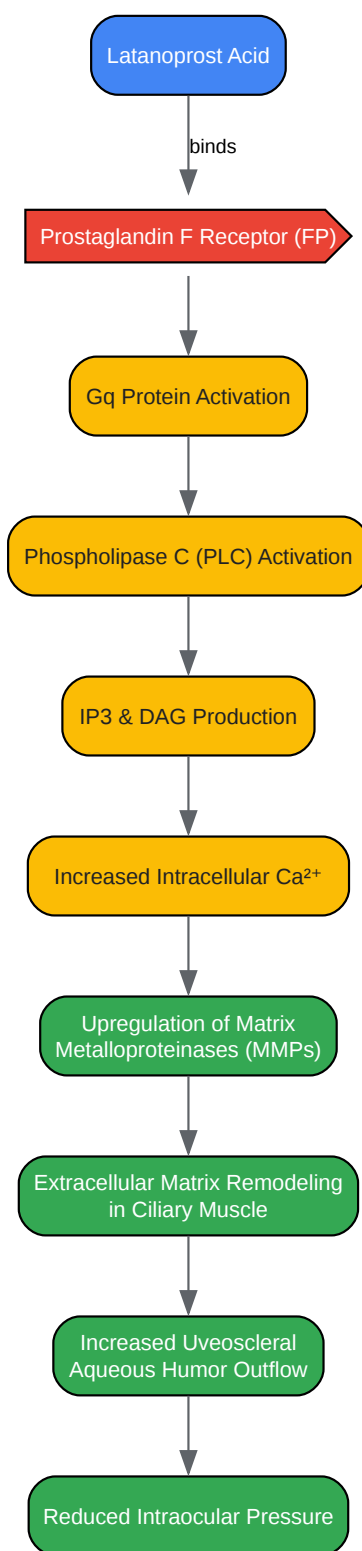 Latanoprost Acid
binds
Prostaglandin F Receptor (FP)
Gq Protein Activation
Phospholipase C (PLC) Activation
IP3 & DAG Production
Increased Intracellular Ca²⁺
Upregulation of Matrix
Metalloproteinases (MMPs)
Extracellular Matrix Remodeling
in Ciliary Muscle
Increased Uveoscleral
Aqueous Humor Outflow
Reduced Intraocular Pressure